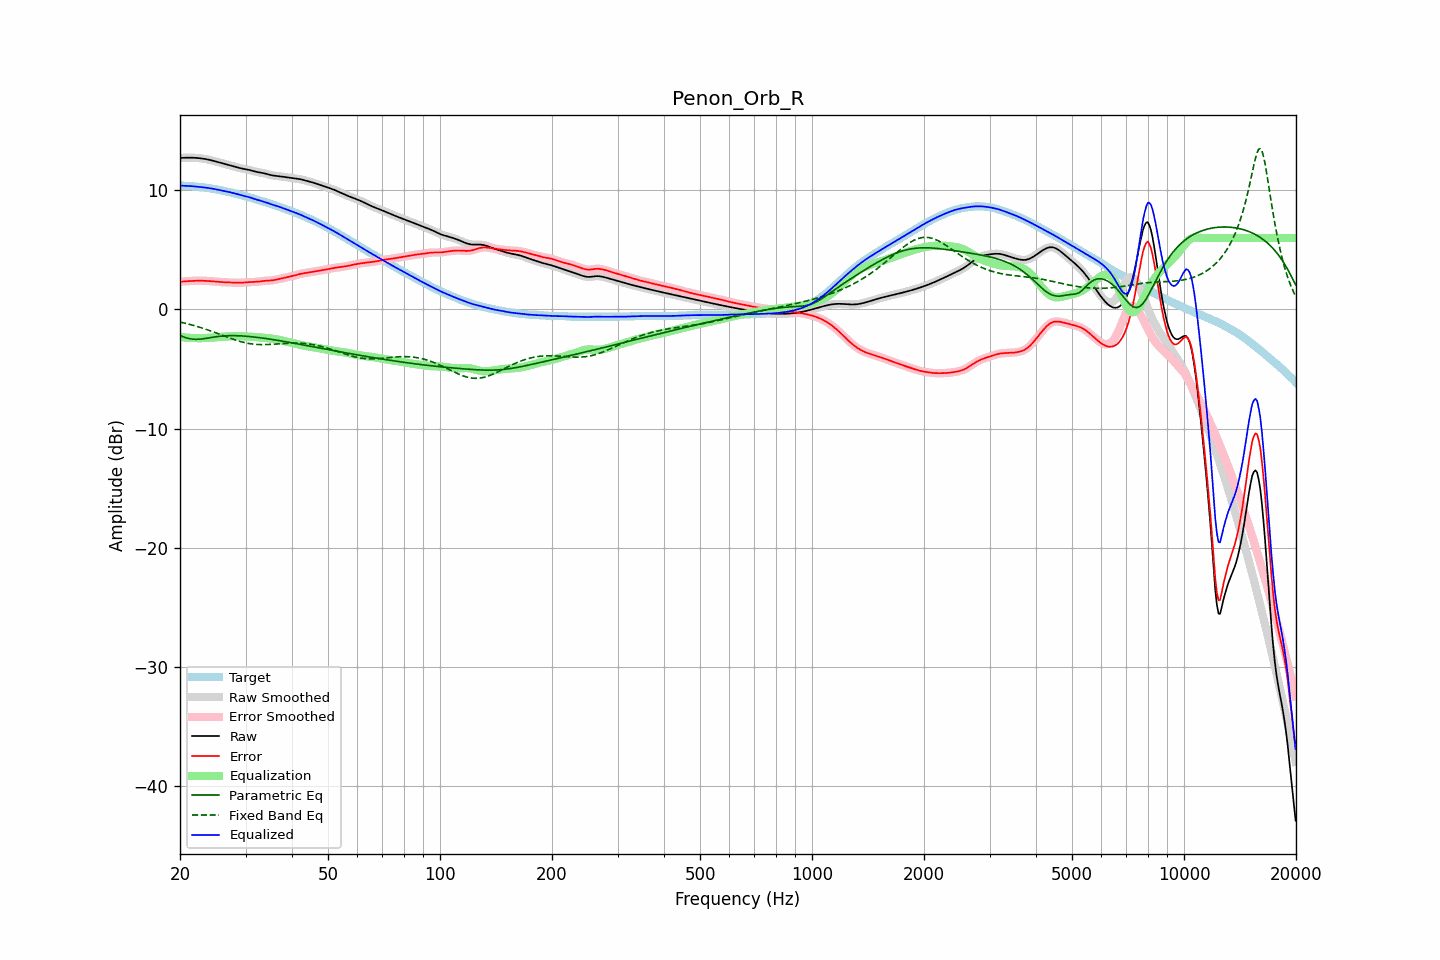 Penon_Orb_R
10
0
−10
−20
−30
−40
Amplitude (dBr)
20
50
100
200
500
1000
2000
5000
10000
20000
Frequency (Hz)
Target
Raw Smoothed
Error Smoothed
Raw
Error
Equalization
Parametric Eq
Fixed Band Eq
Equalized